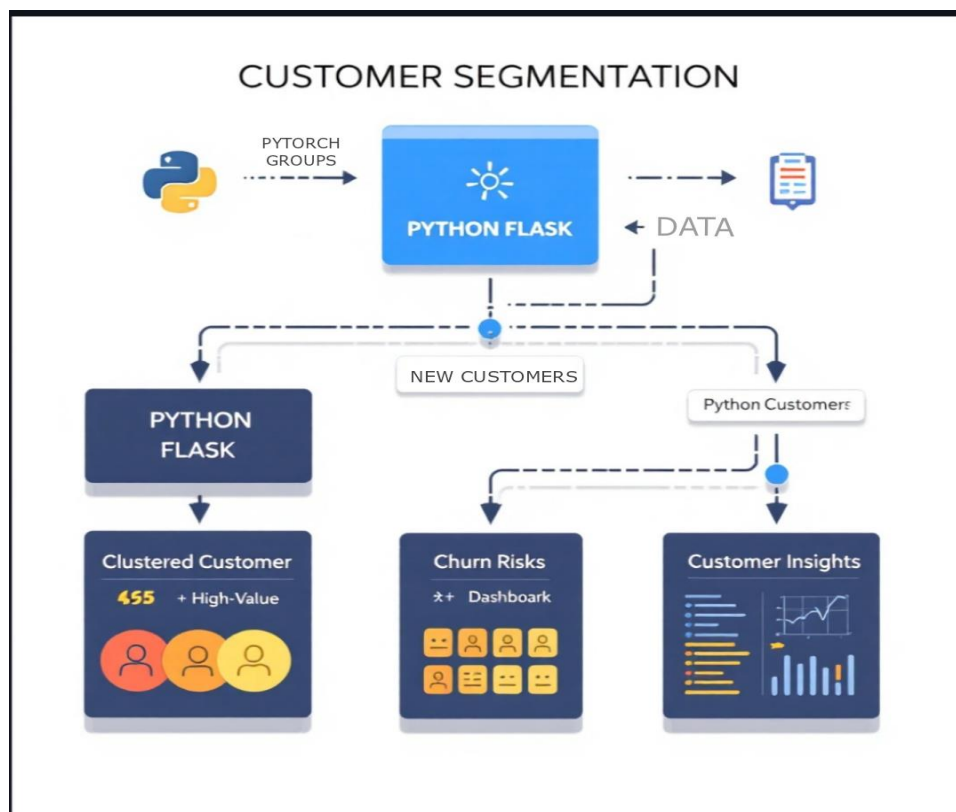 CUSTOMER SEGMENTATION
PYTORCH
GROUPS
PYTHON FLASK
DATA
NEW CUSTOMERS
PYTHON
FLASK
Python Customers
Clustered Customer
+ High-Value
Churn Risks
+ Dashboark
Customer Insights